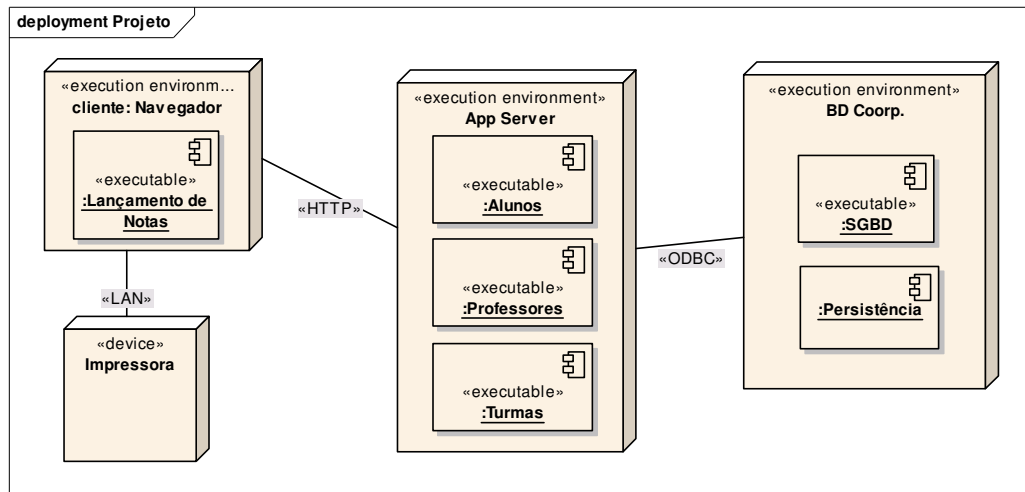 deployment Projeto
«execution environm...
cliente: Navegador
«executable»
:Lançamento de
Notas
«HTTP»
«LAN»
«device»
Impressora
«execution environment»
App Server
«executable»
:Alunos
«executable»
:Professores
«executable»
:Turmas
«ODBC»
«execution environment»
BD Coorp.
«executable»
:SGBD
:Persistência